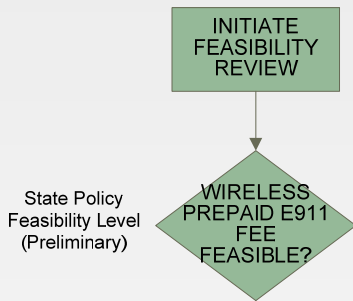 INITIATE
FEASIBILITY
REVIEW
State Policy
Feasibility Level
(Preliminary)
WIRELESS
PREPAID E911
FEE
FEASIBLE?